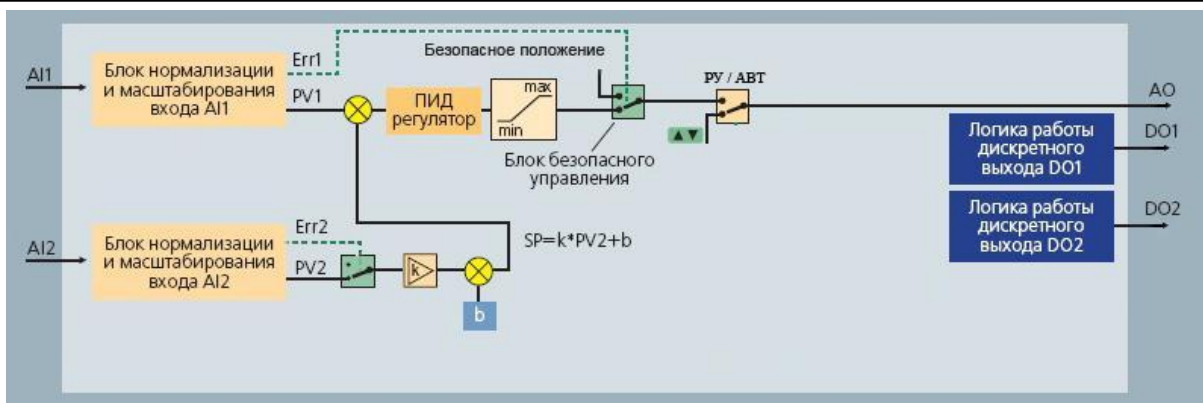 Безопасное положение
Err1
AI1
Блок нормализации
и масштабирования
входа AI1
PV1
ПИД
регулятор
max
min
РУ / АВТ
AO
Блок безопасного
управления
Логика работы
дискретного
выхода DO1
DO1
Логика работы
дискретного
выхода DO2
DO2
Err2
AI2
Блок нормализации
и масштабирования
входа AI2
PV2
k
SP=k*PV2+b
b